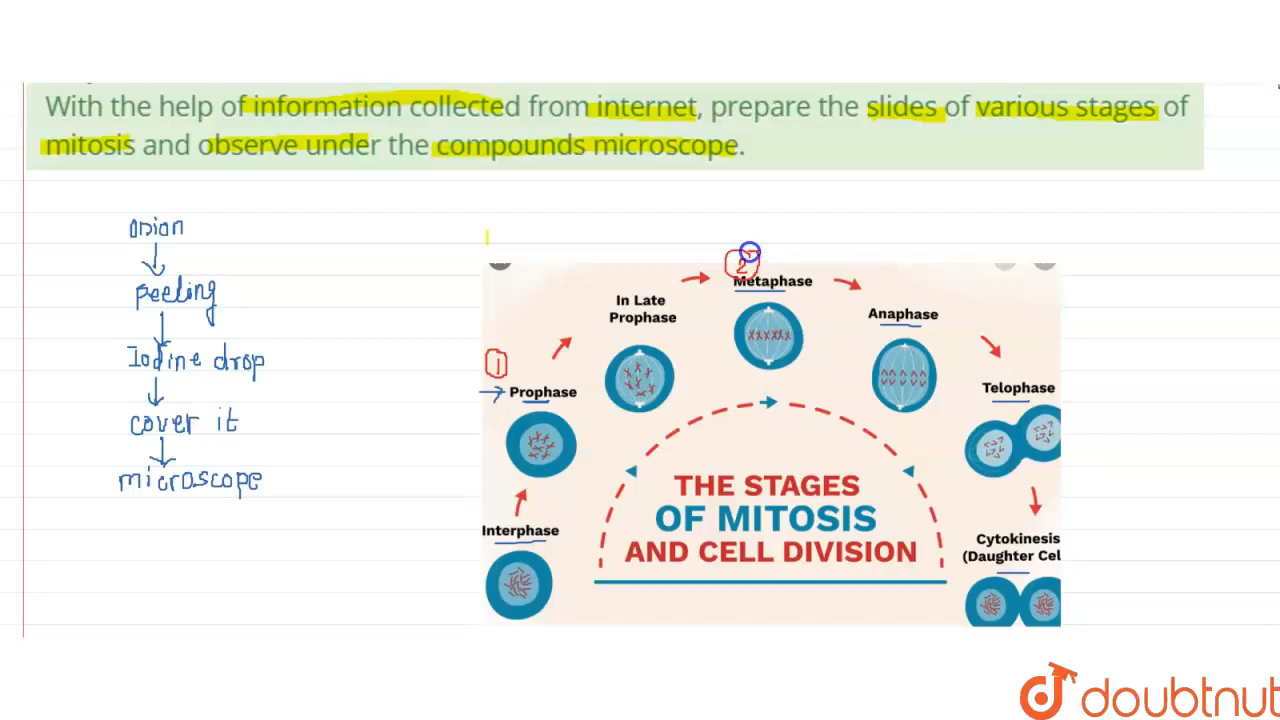 With the help of information collected from internet, prepare the slides of various stages of
mitosis and observe under the compounds microscope.
Onion
Peeling
Iodine drop
cover it
microscope
2
Metaphase
In Late
Prophase
Anaphase
1
Prophase
Telophase
THE STAGES
OF MITOSIS
AND CELL DIVISION
Interphase
Cytokinesis
(Daughter Cel
doubtnut